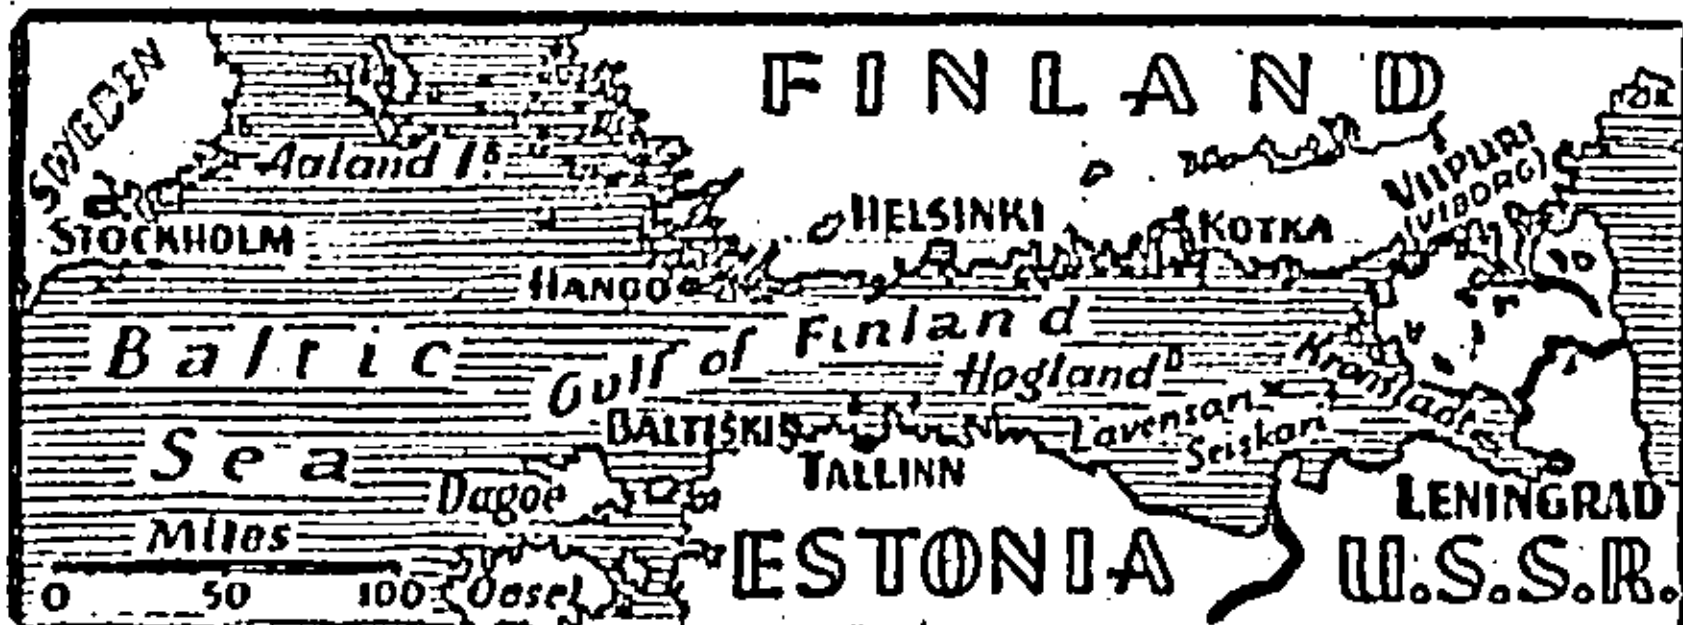 FINLAND
SWEDEN
Aaland Is.
VIIPURI
(VIBORG)
HELSINKI
KOTKA
STOCKHOLM
HANGO
Baltic
Sea
Gulf of Finland
Hogland
Kronstadt
BALTISKIS
Lavensari
Seiskari
TALLINN
Dagoe
LENINGRAD
Miles
ESTONIA
U.S.S.R.
0 50 100
Oosel